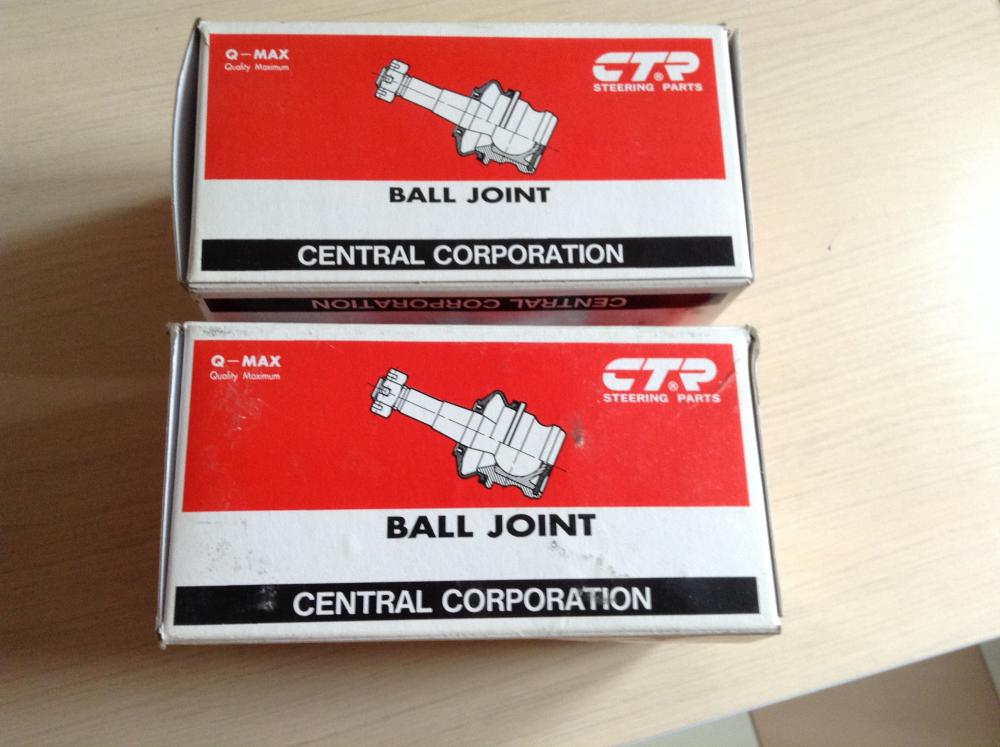 Q-MAX
Quality Maximum
CTR®
STEERING PARTS
BALL JOINT
CENTRAL CORPORATION
CENTRAL CORPORATION
Q-MAX
Quality Maximum
CTR®
STEERING PARTS
BALL JOINT
CENTRAL CORPORATION